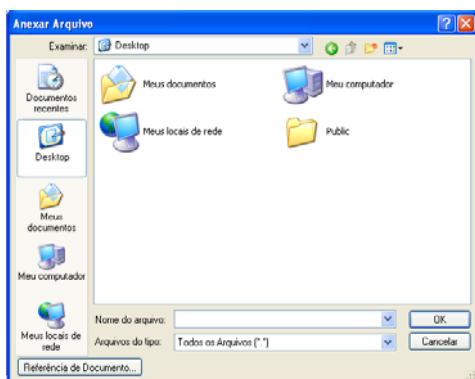 Anexar Arquivo
Examinar:
Desktop
Documentos
recentes
Desktop
Meus
documentos
Meu computador
Meus locais de
rede
Meus documentos
Meu computador
Meus locais de rede
Public
Nome do arquivo:
OK
Arquivos do tipo:
Todos os Arquivos (*.*)
Cancelar
Referência de Documento...